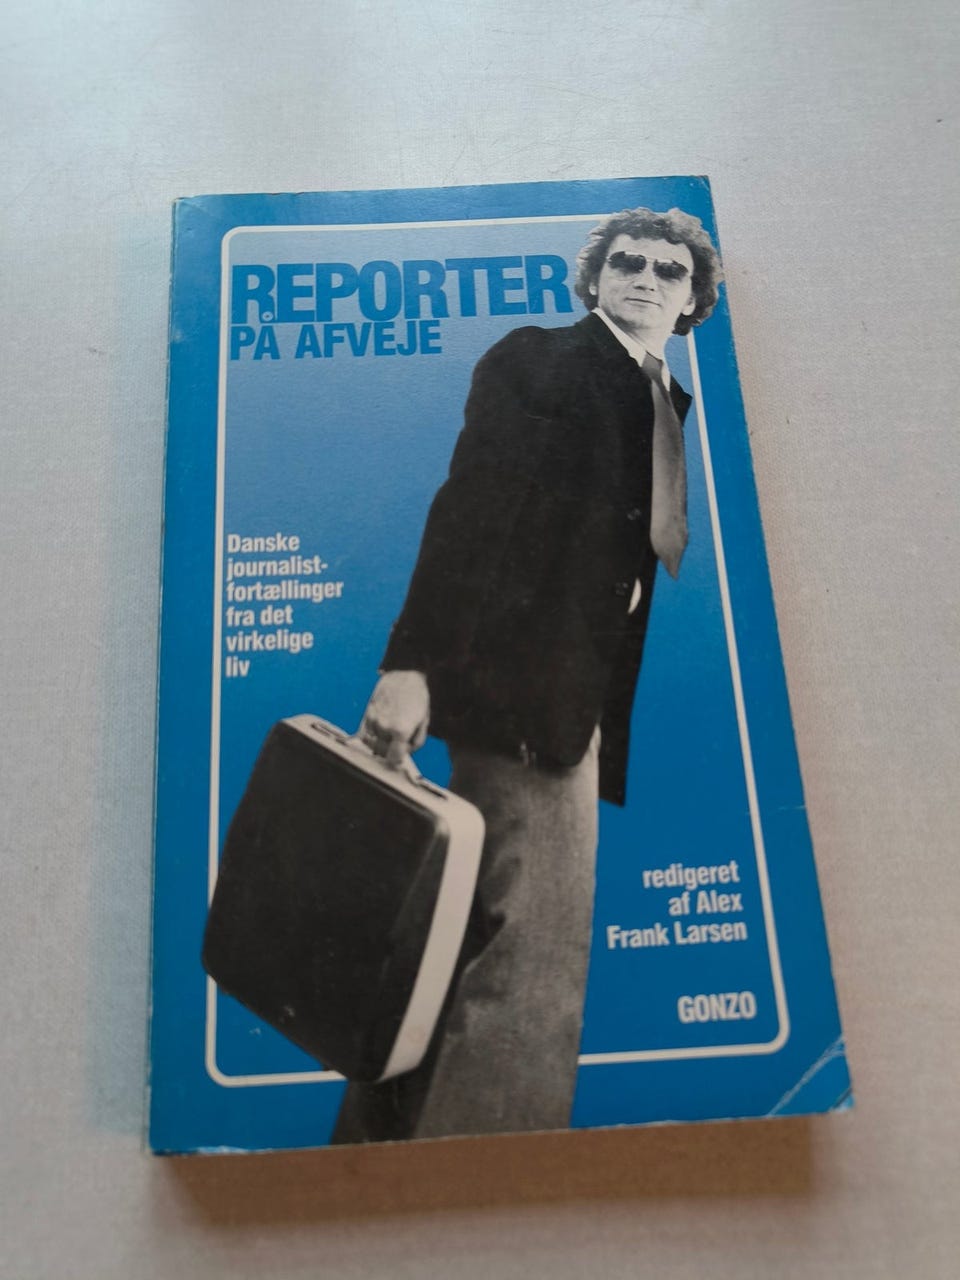 REPORTER
PÅ AFVEJE
Danske
journalist-
fortællinger
fra det
virkelige
liv
redigeret
af Alex
Frank Larsen
GONZO